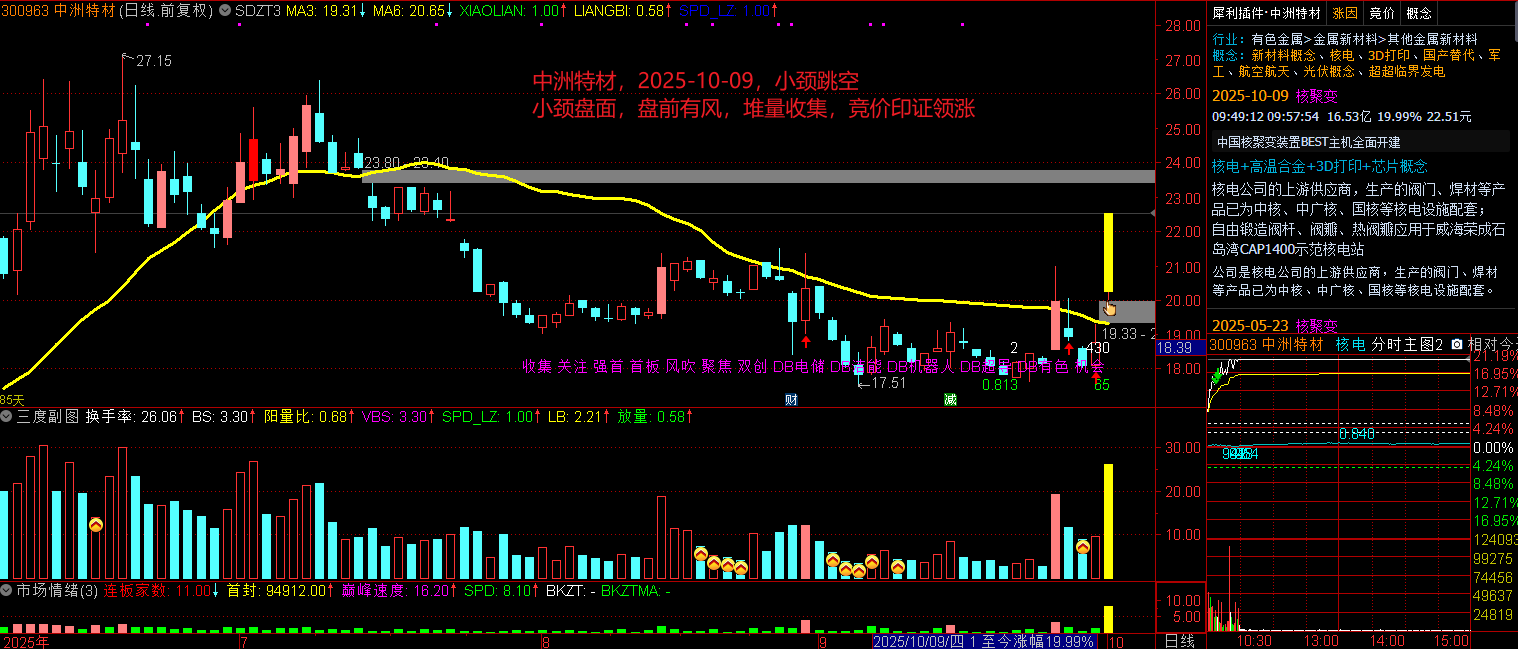 300963 中洲特材(日线.前复权) SDZT3 MA3: 19.31↓ MA6: 20.65↓ XIAOLIAN: 1.00↑ LIANGBI: 0.58↑ SPD_LZ: 1.00↑
27.15
中洲特材，2025-10-09，小颈跳空
小颈盘面，盘前有风，堆量收集，竞价印证领涨
23.80 - 23.40
28.00
27.00
26.00
25.00
24.00
23.00
22.00
21.00
20.00
19.00
18.39
18.00
19.33 - 2
2
430
收集 关注 强首 首板 风吹 聚焦 双创 DB电储 DB洁能 DB机器人 DB超电 DB有色 机会
17.51
0.813
65
85天
财
减
三度副图 换手率: 26.06↑ BS: 3.30↑ 阳量比: 0.68↑ VBS: 3.30↑ SPD_LZ: 1.00↑ LB: 2.21↑ 放量: 0.58↑
30.00
20.00
10.00
市场情绪(3) 连板家数: 11.00↓ 首封: 94912.00↑ 巅峰速度: 16.20↑ SPD: 8.10↑ BKZT: - BKZTMA: -
10.00
5.00
2025年
7
8
9
2025/10/09/四 1 至今涨幅19.99%
10
日线
犀利插件·中洲特材 涨因 竞价 概念
行业：有色金属>金属新材料>其他金属新材料
概念：新材料概念、核电、3D打印、国产替代、军
工、航空航天、光伏概念、超超临界发电
2025-10-09 核聚变
09:49:12 09:57:54 16.53亿 19.99% 22.51元
中国核聚变装置BEST主机全面开建
核电+高温合金+3D打印+芯片概念
核电公司的上游供应商，生产的阀门、焊材等产
品已为中核、中广核、国核等核电设施配套；
自由锻造阀杆、阀瓣、热阀瓣应用于威海荣成石
岛湾CAP1400示范核电站
公司是核电公司的上游供应商，生产的阀门、焊材
等产品已为中核、中广核、国核等核电设施配套。
2025-05-23 核聚变
300963 中洲特材 核电 分时主图2 相对今
21.19%
16.95%
12.71%
8.48%
4.24%
0.840
0.00%
4.24%
8.48%
12.71%
16.95%
124093
99275
74456
49637
24819
10:30 13:00 14:00 15:00